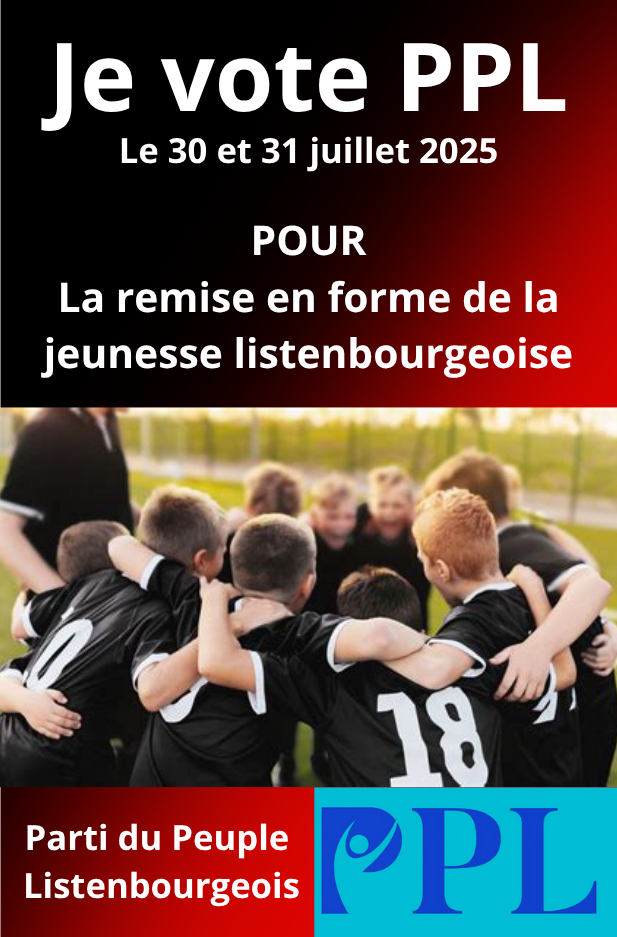 Je vote PPL
Le 30 et 31 juillet 2025
POUR
La remise en forme de la
jeunesse listenbourgeoise
18
Parti du Peuple
Listenbourgeois
PPL